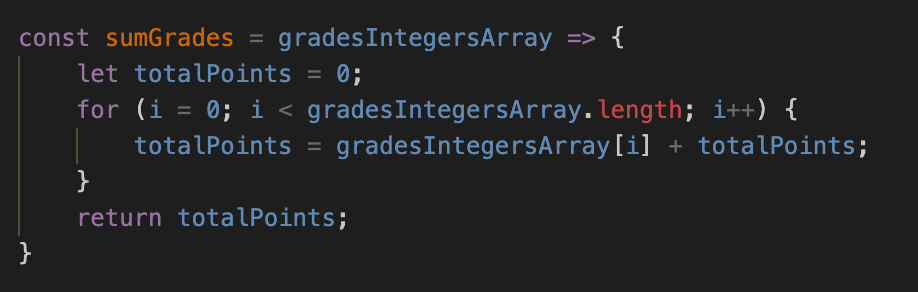 const sumGrades = gradesIntegersArray => {
    let totalPoints = 0;
    for (i = 0; i < gradesIntegersArray.length; i++) {
        totalPoints = gradesIntegersArray[i] + totalPoints;
    }
    return totalPoints;
}